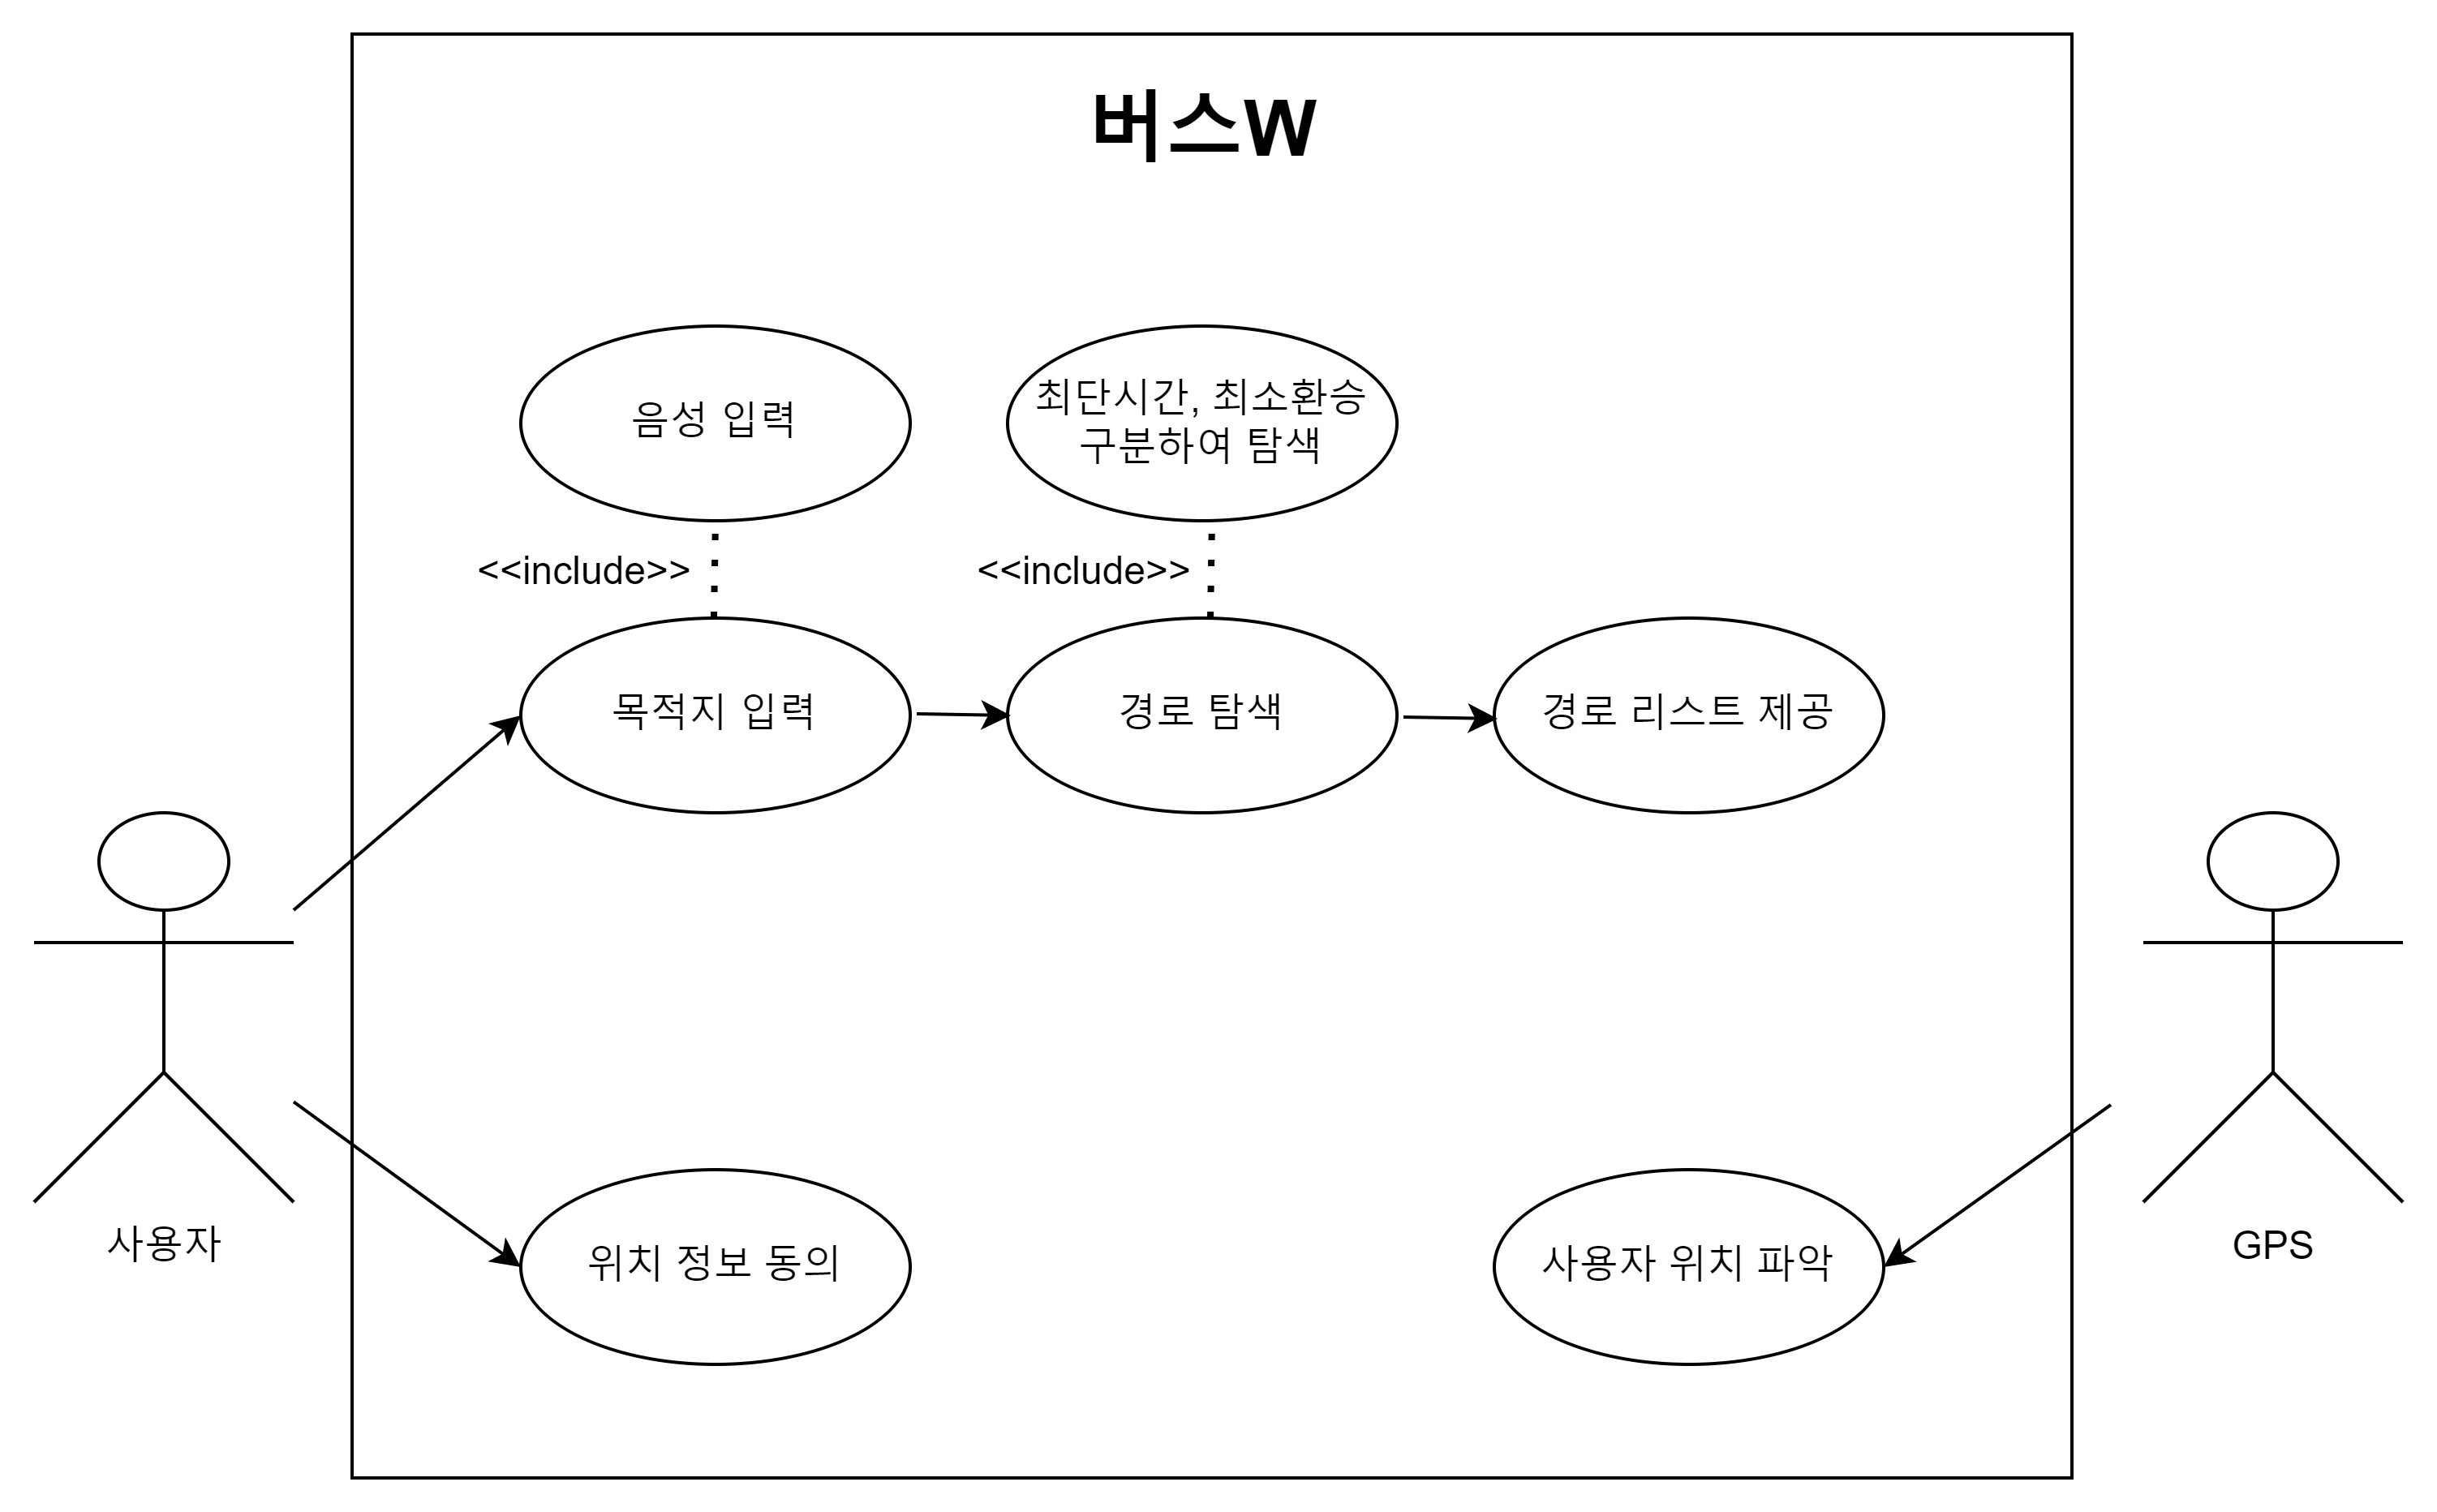 버스W
음성 입력
최단시간, 최소환승
구분하여 탐색
<<include>>
<<include>>
목적지 입력
경로 탐색
경로 리스트 제공
사용자
GPS
위치 정보 동의
사용자 위치 파악